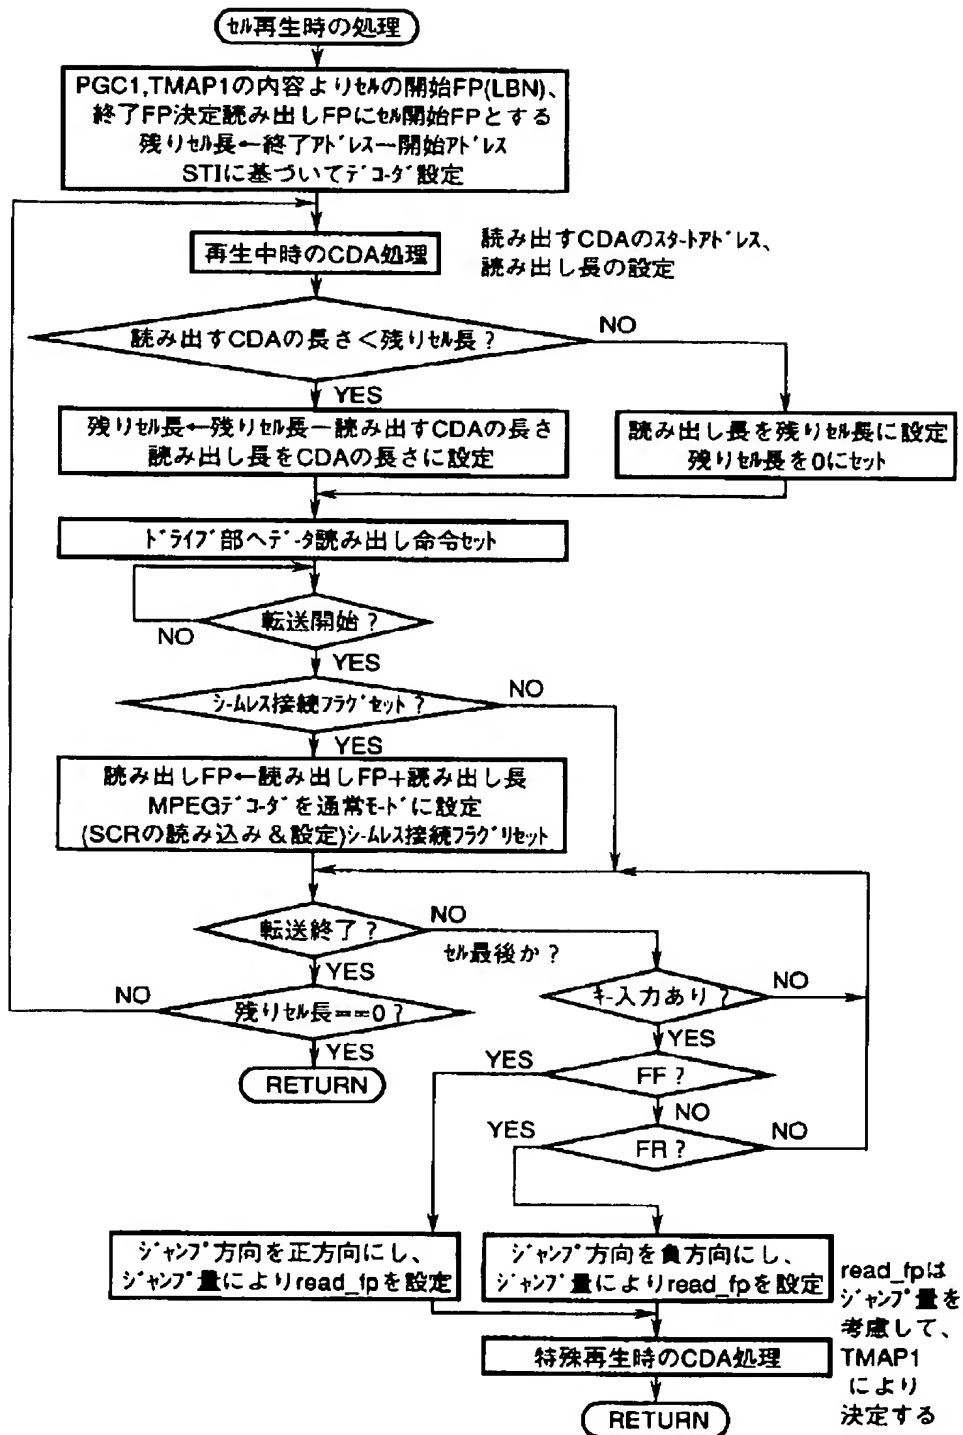 ｾﾙ再生時の処理
PGC1,TMAP1の内容よりｾﾙの開始FP(LBN)、
終了FP決定読み出しFPにｾﾙ開始FPとする
残りｾﾙ長←終了ｱﾄﾞﾚｽ−開始ｱﾄﾞﾚｽ
STIに基づいてﾃﾞｺｰﾀﾞ設定
再生中時のCDA処理
読み出すCDAのｽﾀｰﾄｱﾄﾞﾚｽ、
読み出し長の設定
読み出すCDAの長さ＜残りｾﾙ長？
NO
YES
残りｾﾙ長←残りｾﾙ長−読み出すCDAの長さ
読み出し長をCDAの長さに設定
読み出し長を残りｾﾙ長に設定
残りｾﾙ長を0にセット
ﾄﾞﾗｲﾌﾞ部へﾃﾞｰﾀ読み出し命令ｾｯﾄ
転送開始？
NO
YES
ｼｰﾑﾚｽ接続ﾌﾗｸﾞｾｯﾄ？
NO
YES
読み出しFP←読み出しFP+読み出し長
MPEGﾃﾞｺｰﾀﾞを通常ﾓｰﾄﾞに設定
(SCRの読み込み＆設定)ｼｰﾑﾚｽ接続ﾌﾗｸﾞﾘｾｯﾄ
転送終了？
NO
ｾﾙ最後か？
YES
NO
残りｾﾙ長==0？
YES
RETURN
ｷｰ入力あり？
NO
YES
FF？
YES
NO
FR？
YES
NO
ｼﾞｬﾝﾌﾟ方向を正方向にし、
ｼﾞｬﾝﾌﾟ量によりread_fpを設定
ｼﾞｬﾝﾌﾟ方向を負方向にし、
ｼﾞｬﾝﾌﾟ量によりread_fpを設定
read_fpは
ｼﾞｬﾝﾌﾟ量を
考慮して、
TMAP1
により
決定する
特殊再生時のCDA処理
RETURN